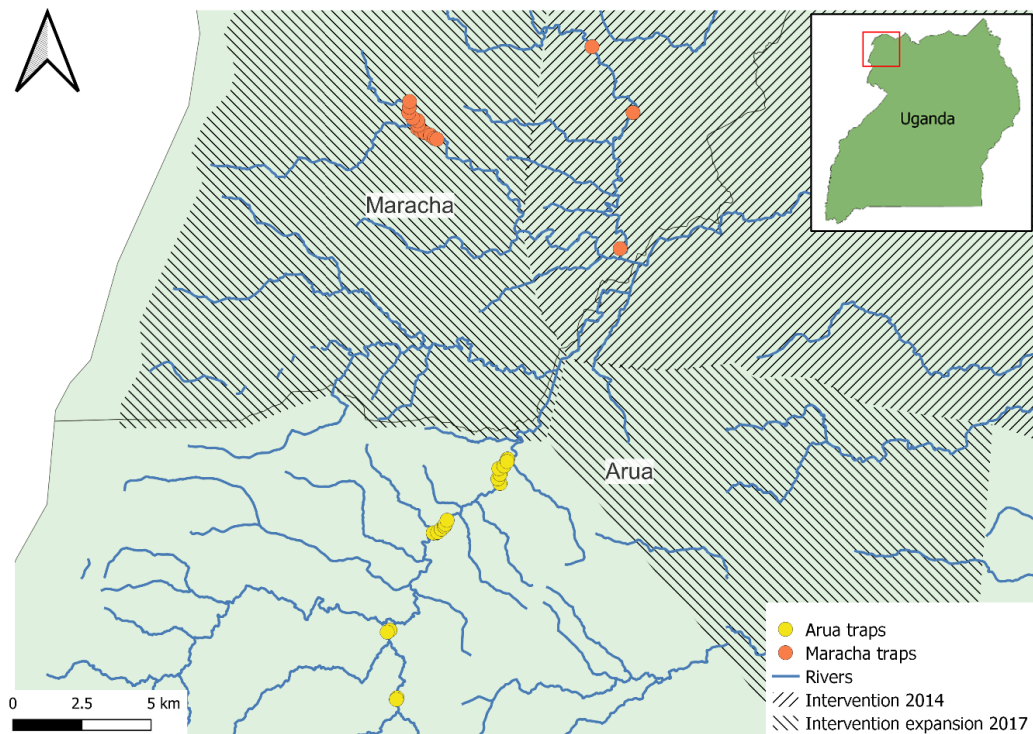 Uganda
Maracha
Arua
Arua traps
Maracha traps
Rivers
Intervention 2014
Intervention expansion 2017
0 2.5 5 km